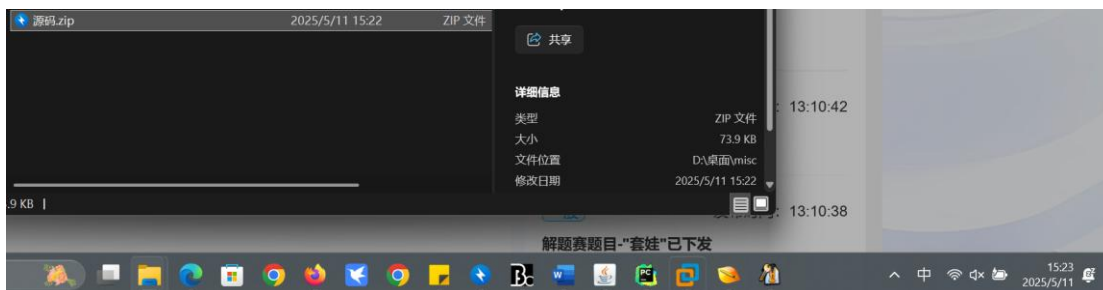 源码.zip 2025/5/11 15:22 ZIP 文件
共享
详细信息
类型 ZIP 文件
大小 73.9 KB
文件位置 D:\桌面\misc
修改日期 2025/5/11 15:22
.9 KB
13:10:42
: 13:10:38
解题赛题目-"套娃"已下发
中
15:23
2025/5/11